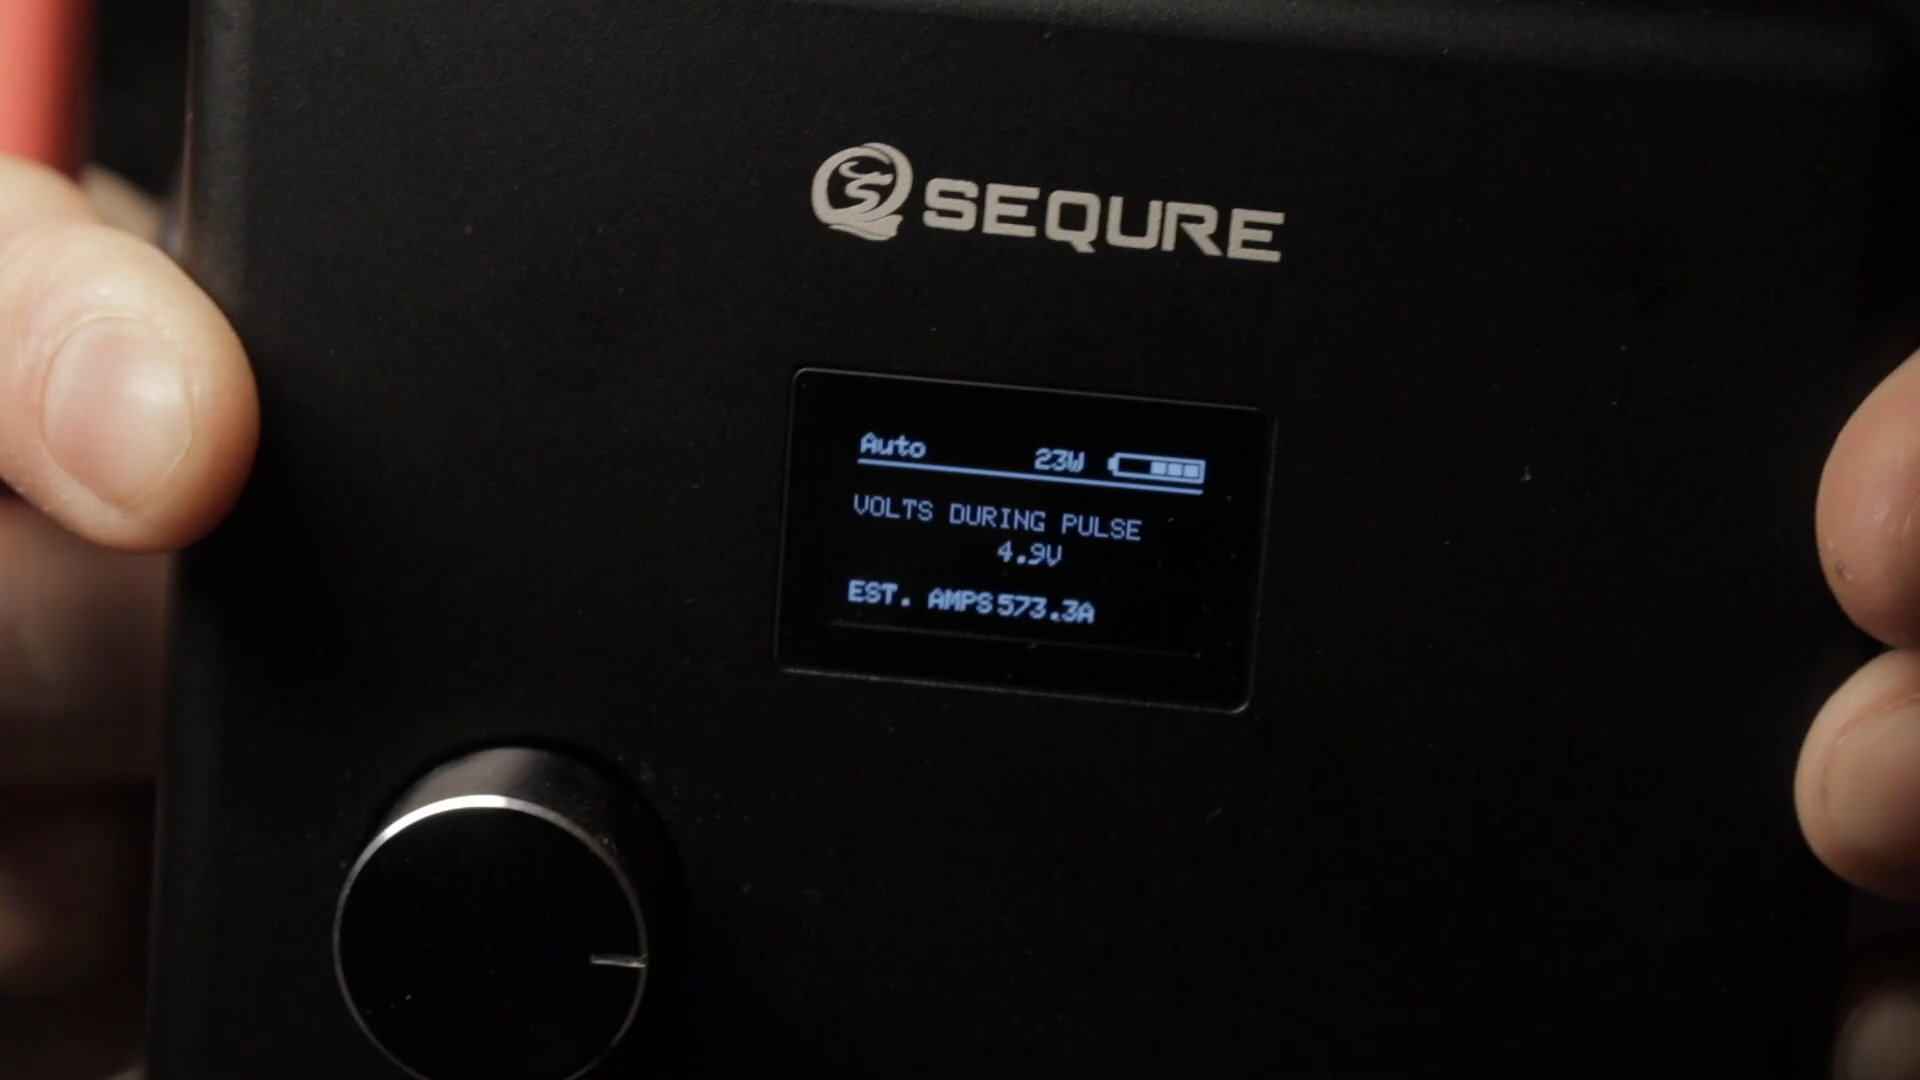 SEQURE
Auto 23W
VOLTS DURING PULSE
4.9V
EST. AMPS 573.3A